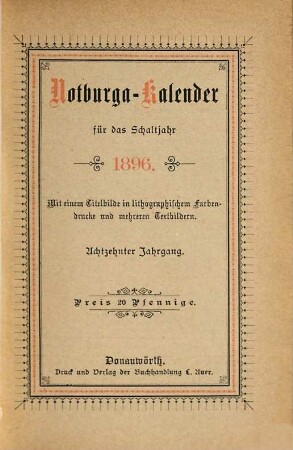 Notburga-Kalender
für das Schaltjahr
1896.
Mit einem Titelbilde in lithographischem Farben-
drucke und mehreren Textbildern.
Achtzehnter Jahrgang.
Preis 20 Pfennige.
Donauwörth.
Druck und Verlag der Buchhandlung L. Auer.